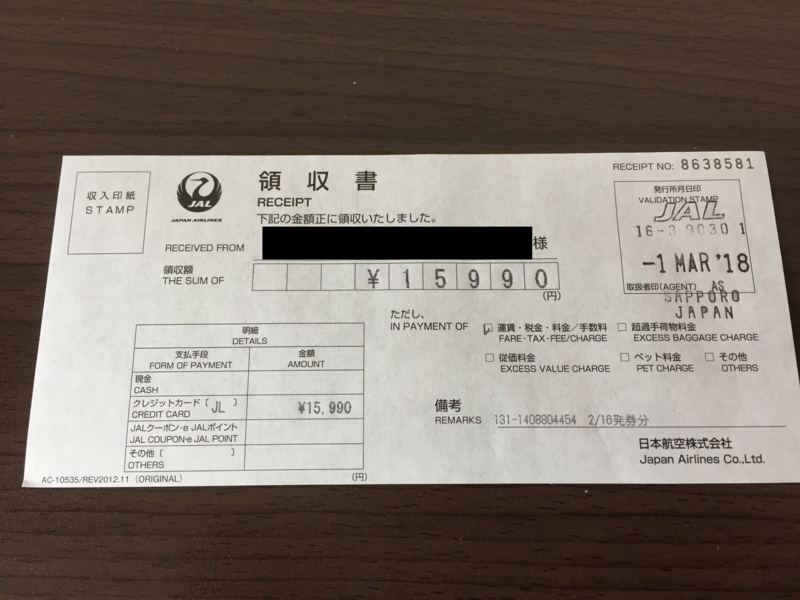 収入印紙
STAMP
JAL
JAPAN AIRLINES
領収書
RECEIPT
下記の金額正に領収いたしました。
RECEIPT NO: 8638581
発行所月日印
VALIDATION STAMP
JAL
16-3 90301
-1 MAR '18
取扱者印(AGENT) AS
SAPPORO
JAPAN
RECEIVED FROM 様
領収額
THE SUM OF ¥15990
(円)
ただし、
IN PAYMENT OF
運賃・税金・料金/手数料
FARE・TAX・FEE/CHARGE
超過手荷物料金
EXCESS BAGGAGE CHARGE
従価料金
EXCESS VALUE CHARGE
ペット料金
PET CHARGE
その他
OTHERS
明細
DETAILS
支払手段
FORM OF PAYMENT
金額
AMOUNT
現金
CASH
クレジットカード〔 JL 〕
CREDIT CARD
¥15,990
JALクーポン・e JALポイント
JAL COUPON・e JAL POINT
その他〔 〕
OTHERS
備考
REMARKS 131-1408804454 2/16発券分
日本航空株式会社
Japan Airlines Co.,Ltd.
AC-10535/REV2012.11 (ORIGINAL) (円)